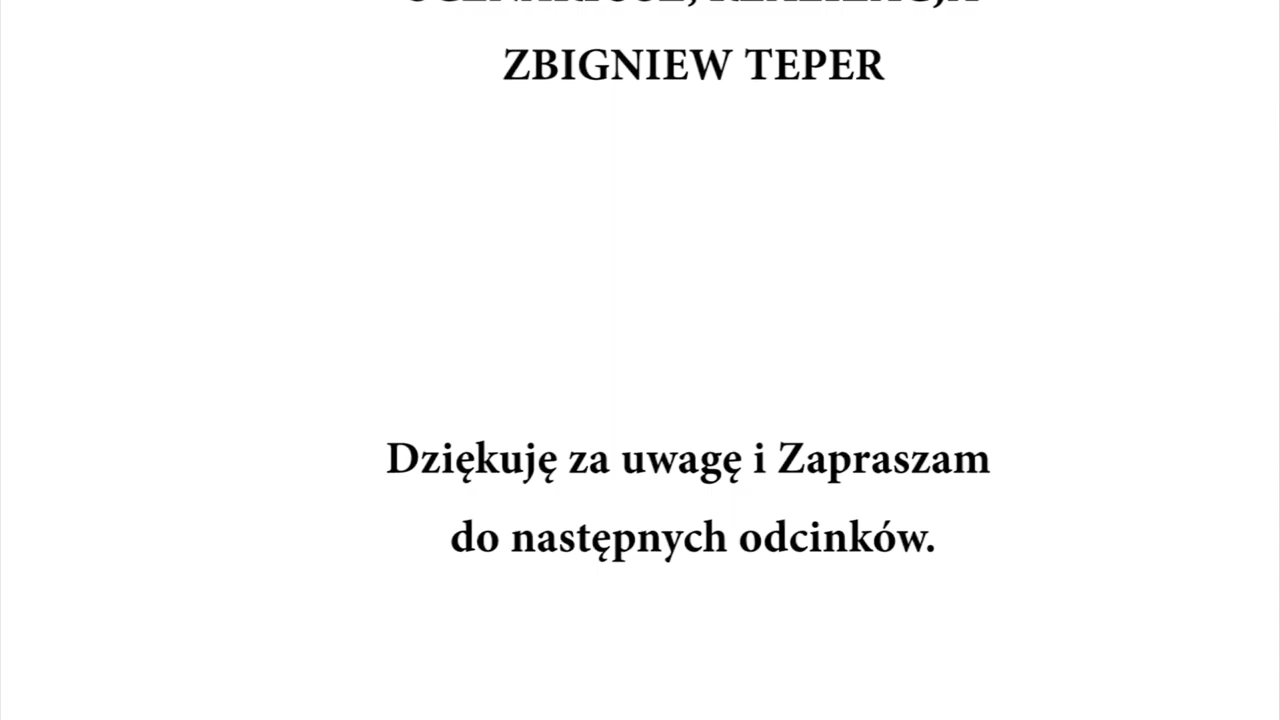 ZBIGNIEW TEPER
Dziękuję za uwagę i Zapraszam
do następnych odcinków.